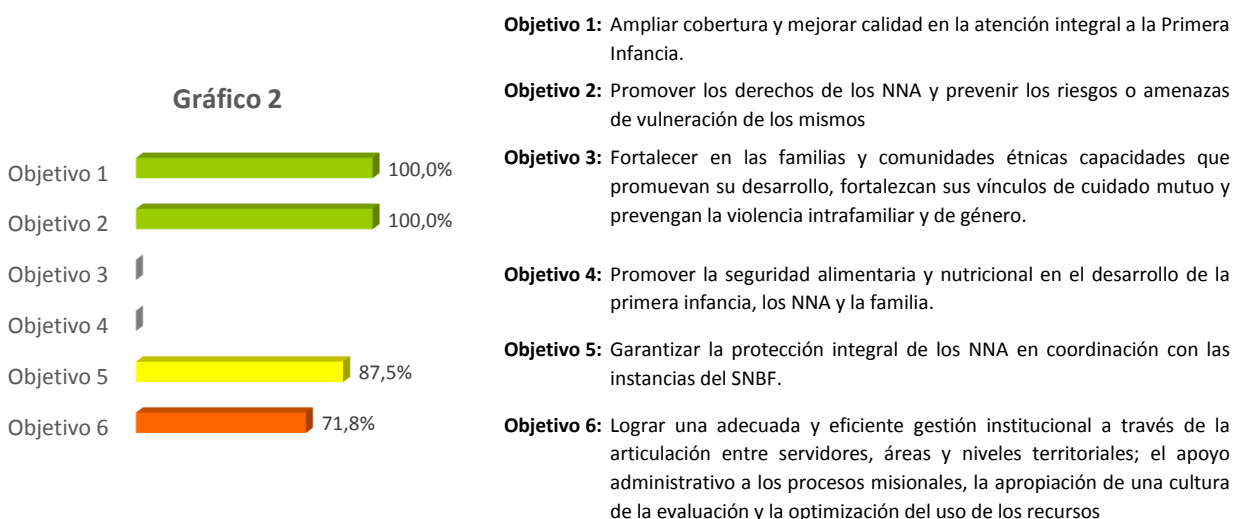 Gráfico 2
Objetivo 1
100,0%
Objetivo 2
100,0%
Objetivo 3
Objetivo 4
Objetivo 5
87,5%
Objetivo 6
71,8%
Objetivo 1: Ampliar cobertura y mejorar calidad en la atención integral a la Primera
Infancia.
Objetivo 2: Promover los derechos de los NNA y prevenir los riesgos o amenazas
de vulneración de los mismos
Objetivo 3: Fortalecer en las familias y comunidades étnicas capacidades que
promuevan su desarrollo, fortalezcan sus vínculos de cuidado mutuo y
prevengan la violencia intrafamiliar y de género.
Objetivo 4: Promover la seguridad alimentaria y nutricional en el desarrollo de la
primera infancia, los NNA y la familia.
Objetivo 5: Garantizar la protección integral de los NNA en coordinación con las
instancias del SNBF.
Objetivo 6: Lograr una adecuada y eficiente gestión institucional a través de la
articulación entre servidores, áreas y niveles territoriales; el apoyo
administrativo a los procesos misionales, la apropiación de una cultura
de la evaluación y la optimización del uso de los recursos